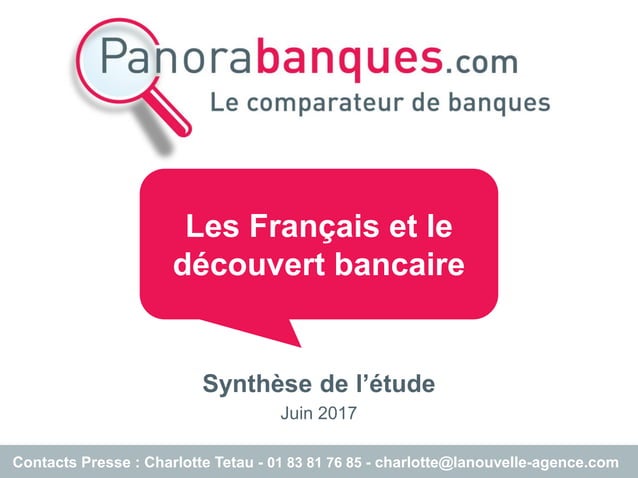 Panorabanques.com
Le comparateur de banques
Les Français et le
découvert bancaire
Synthèse de l’étude
Juin 2017
Contacts Presse : Charlotte Tetau - 01 83 81 76 85 - charlotte@lanouvelle-agence.com